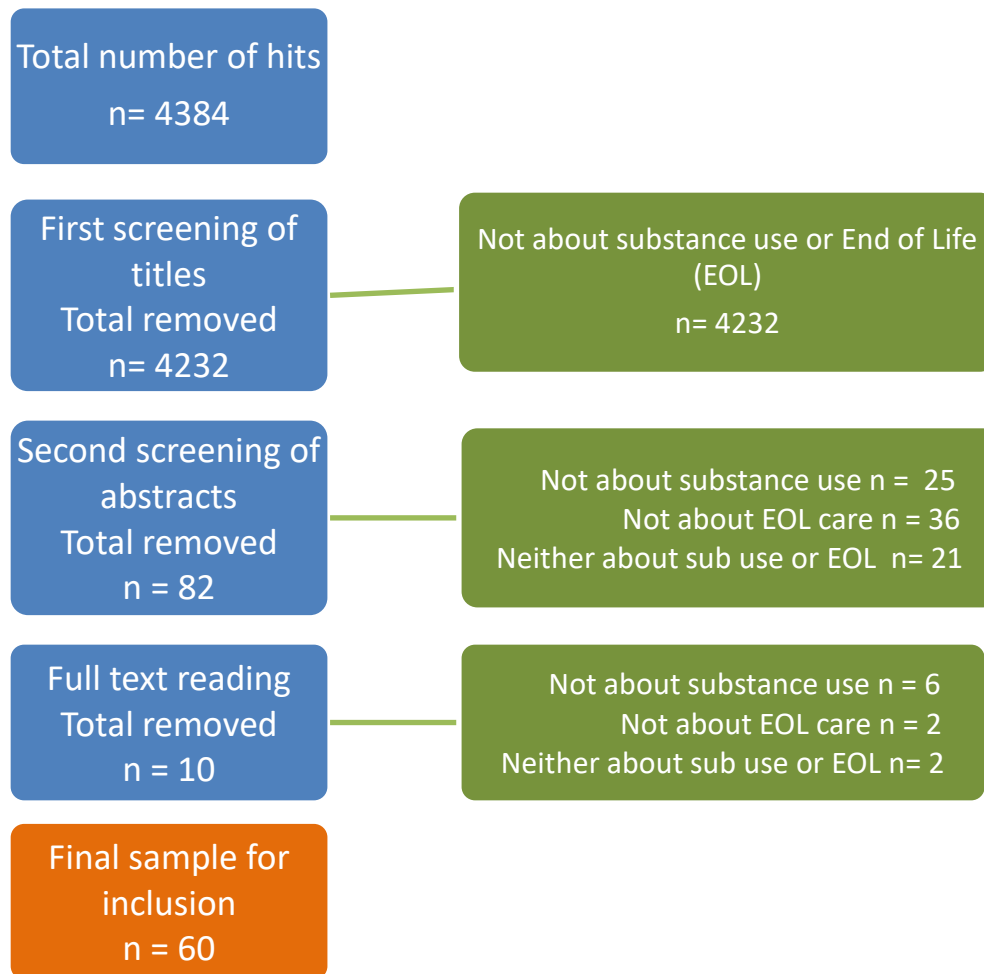 Total number of hits
n= 4384
First screening of
titles
Total removed
n= 4232
Not about substance use or End of Life
(EOL)
n= 4232
Second screening of
abstracts
Total removed
n = 82
Not about substance use n =  25
Not about EOL care n = 36
Neither about sub use or EOL  n= 21
Full text reading
Total removed
n = 10
Not about substance use n = 6
Not about EOL care n = 2
Neither about sub use or EOL n= 2
Final sample for
inclusion
n = 60